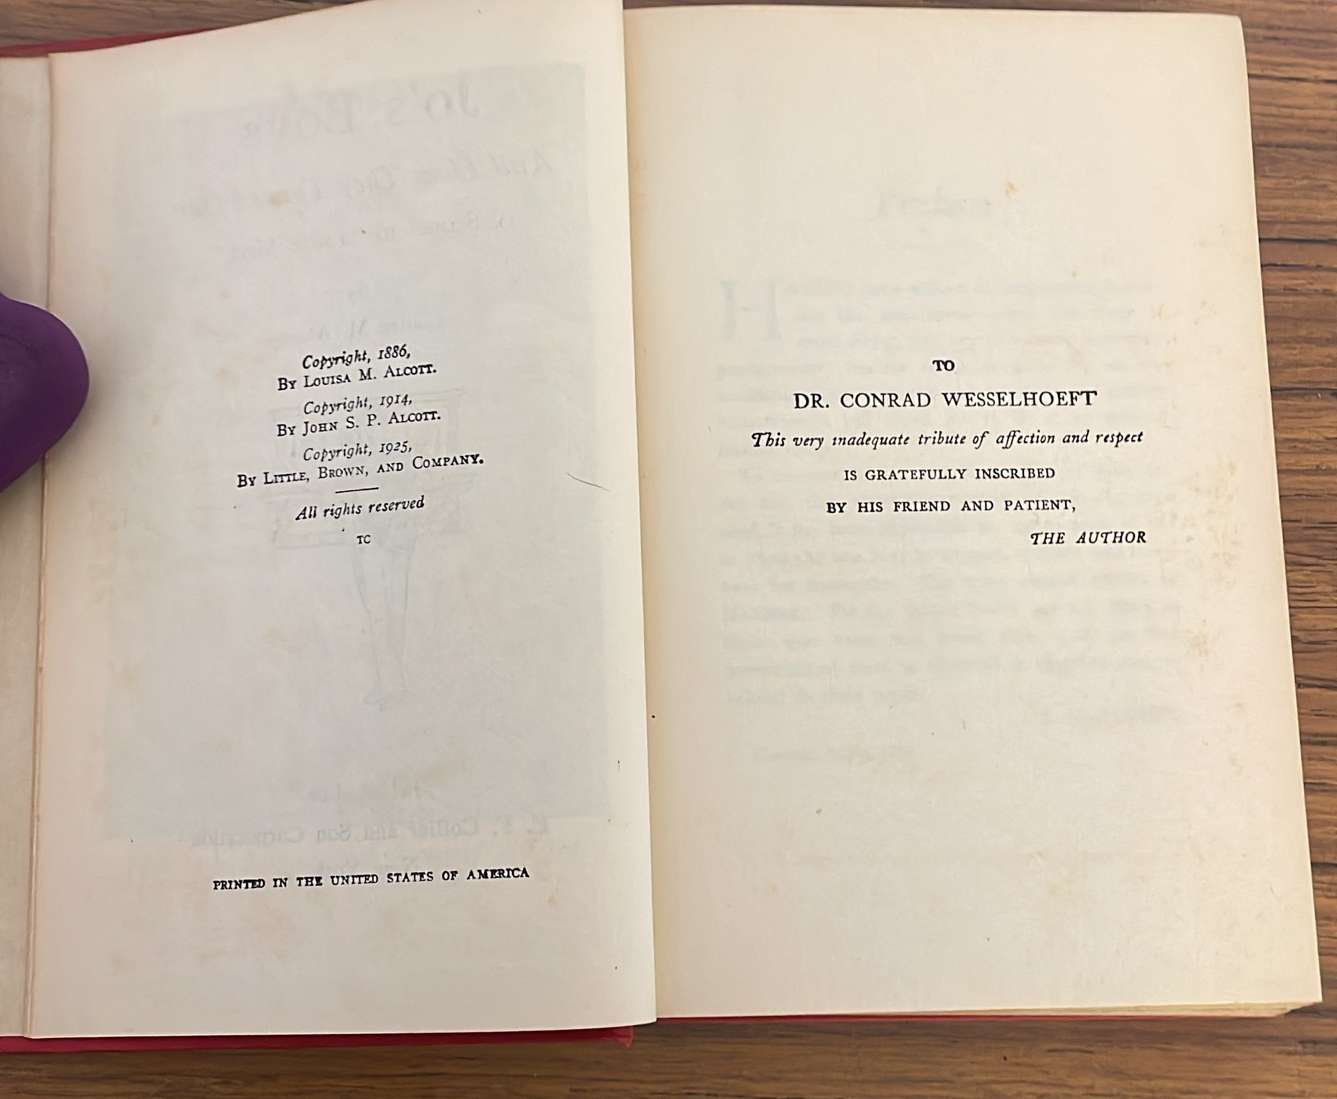 Copyright, 1886,
By Louisa M. Alcott.
Copyright, 1914,
By John S. P. Alcott.
Copyright, 1925,
By Little, Brown, and Company.
All rights reserved
TC
PRINTED IN THE UNITED STATES OF AMERICA
TO
DR. CONRAD WESSELHOEFT
This very inadequate tribute of affection and respect
IS GRATEFULLY INSCRIBED
BY HIS FRIEND AND PATIENT,
THE AUTHOR